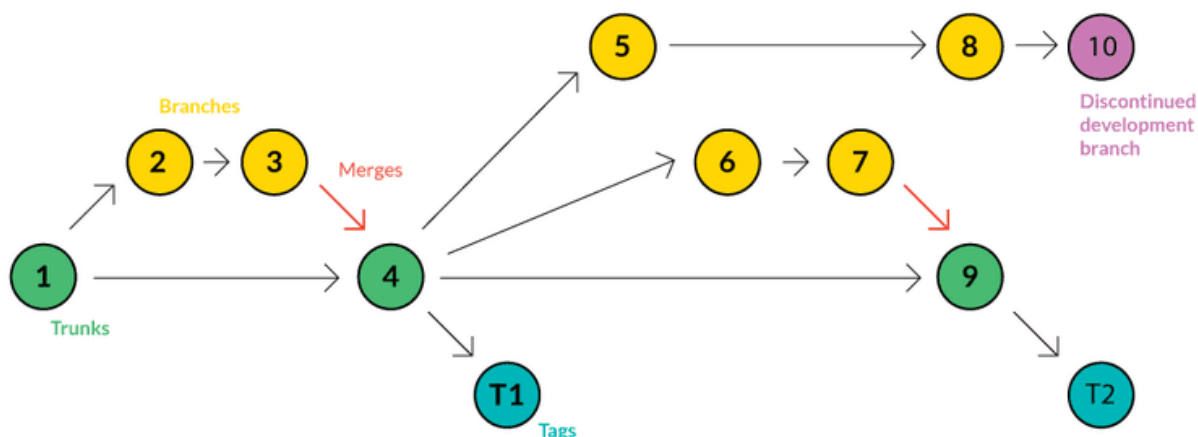 5
8
10
Discontinued
development
branch
Branches
2
3
Merges
6
7
1
4
9
Trunks
T1
Tags
T2